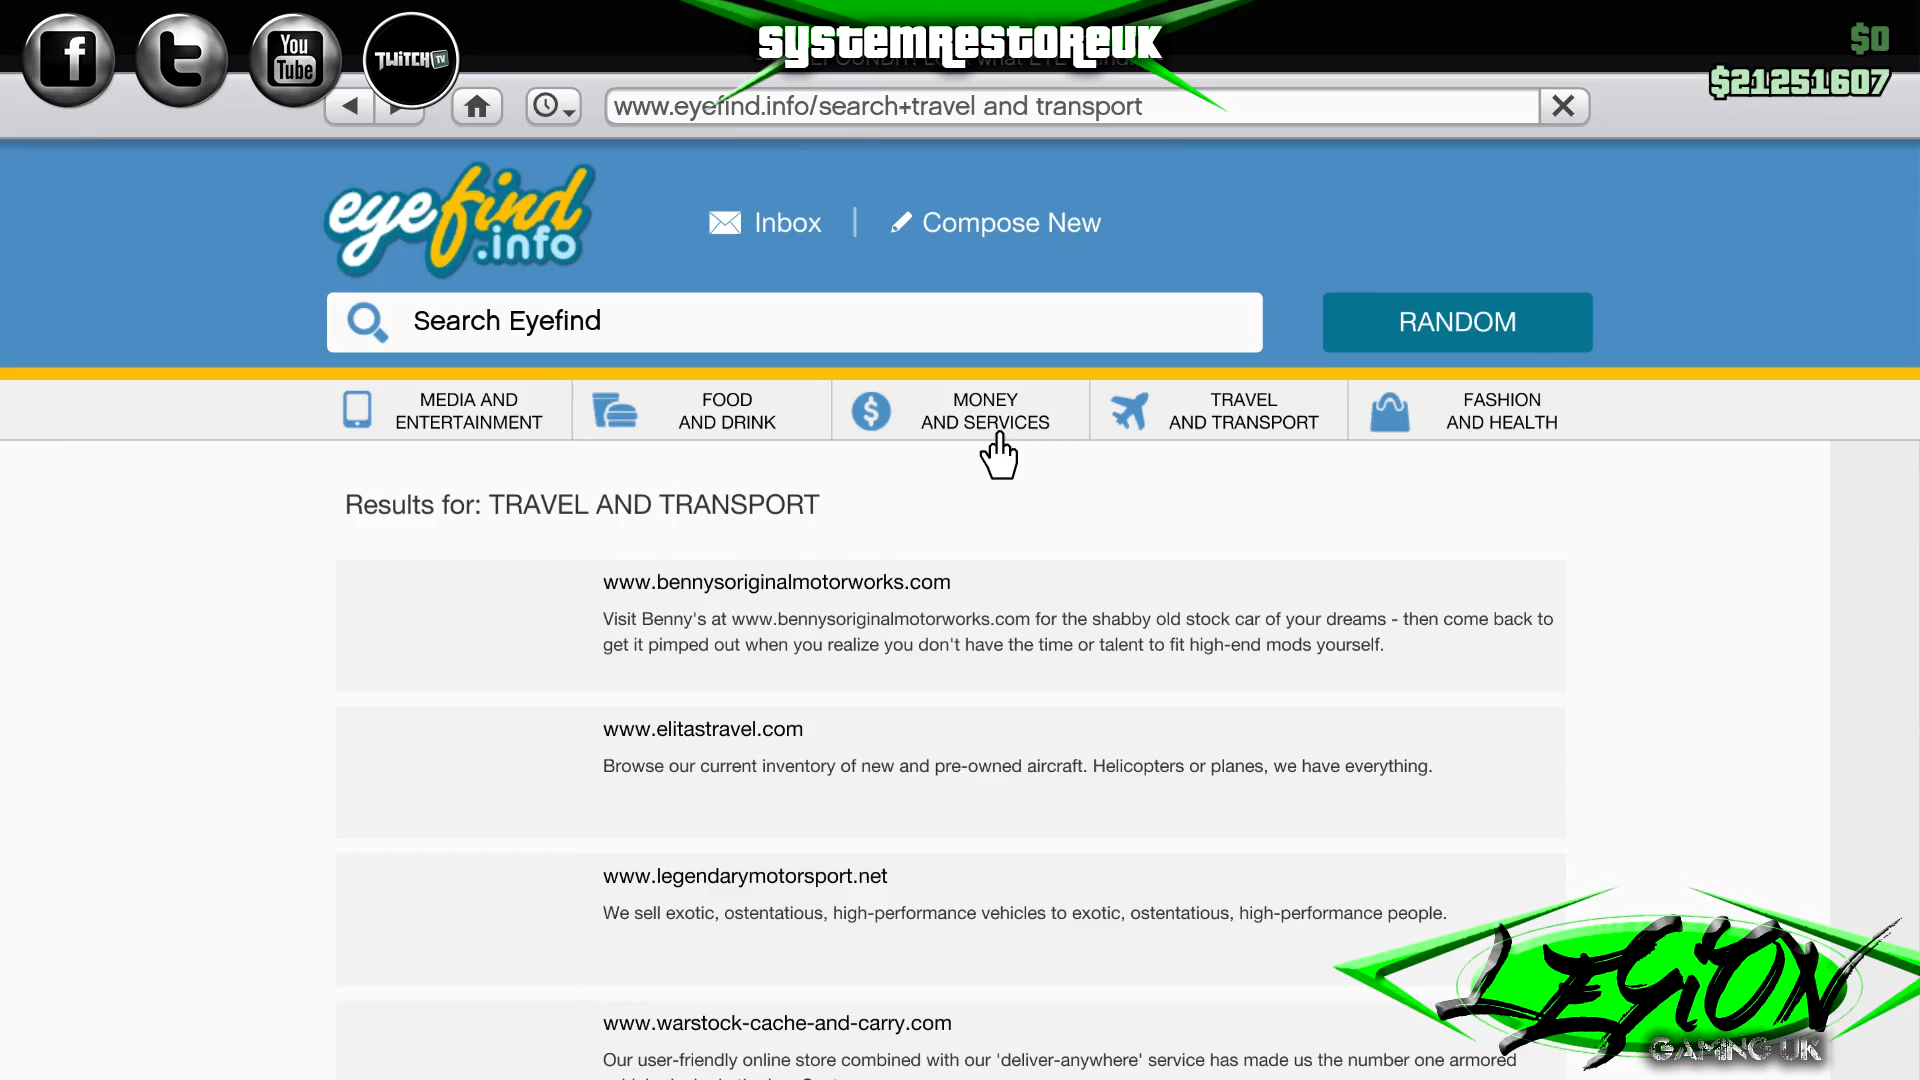 f
t
You
Tube
TWITCH TV
SYSTEMRESTOREUK
$0
$21251607
www.eyefind.info/search+travel and transport
eyefind
.info
Inbox
Compose New
Search Eyefind
RANDOM
MEDIA AND
ENTERTAINMENT
FOOD
AND DRINK
$
MONEY
AND SERVICES
TRAVEL
AND TRANSPORT
FASHION
AND HEALTH
Results for: TRAVEL AND TRANSPORT
www.bennysoriginalmotorworks.com
Visit Benny's at www.bennysoriginalmotorworks.com for the shabby old stock car of your dreams - then come back to
get it pimped out when you realize you don't have the time or talent to fit high-end mods yourself.
www.elitastravel.com
Browse our current inventory of new and pre-owned aircraft. Helicopters or planes, we have everything.
www.legendarymotorsport.net
We sell exotic, ostentatious, high-performance vehicles to exotic, ostentatious, high-performance people.
www.warstock-cache-and-carry.com
Our user-friendly online store combined with our 'deliver-anywhere' service has made us the number one armored
LEGION
GAMING UK